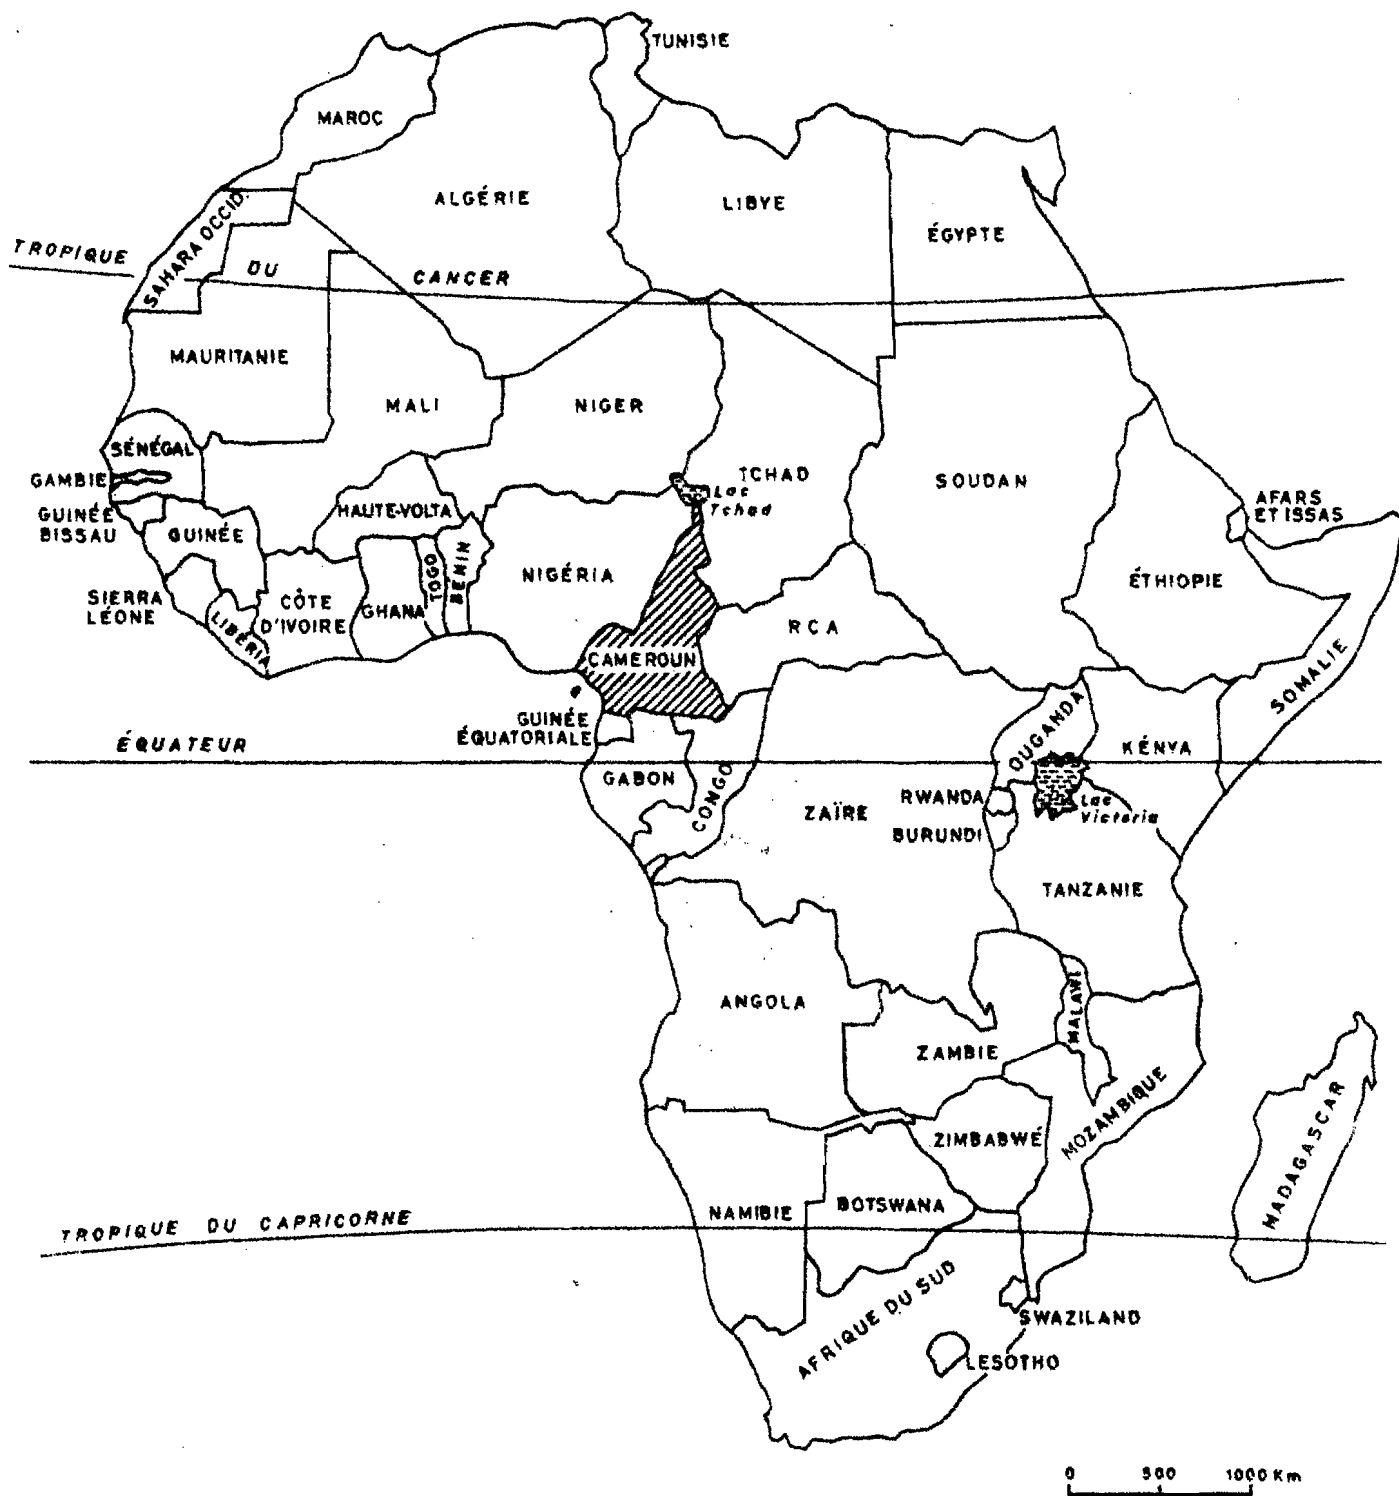 TUNISIE
MAROC
ALGÉRIE
LIBYE
ÉGYPTE
SAHARA OCCID.
TROPIQUE DU CANCER
MAURITANIE
MALI
NIGER
TCHAD
SOUDAN
SÉNÉGAL
GAMBIE
GUINÉE
BISSAU
GUINÉE
HAUTE-VOLTA
Lac
Tchad
AFARS
ET ISSAS
SIERRA
LÉONE
LIBÉRIA
CÔTE
D'IVOIRE
GHANA
TOGO
BÉNIN
NIGÉRIA
ÉTHIOPIE
RCA
CAMEROUN
SOMALIE
GUINÉE
ÉQUATORIALE
ÉQUATEUR
GABON
CONGO
ZAÏRE
OUGANDA
KÉNYA
RWANDA
BURUNDI
Lac
Victoria
TANZANIE
ANGOLA
ZAMBIE
MALAWI
MOZAMBIQUE
MADAGASCAR
ZIMBABWÉ
NAMIBIE
BOTSWANA
TROPIQUE DU CAPRICORNE
AFRIQUE DU SUD
SWAZILAND
LESOTHO
0 500 1000 Km